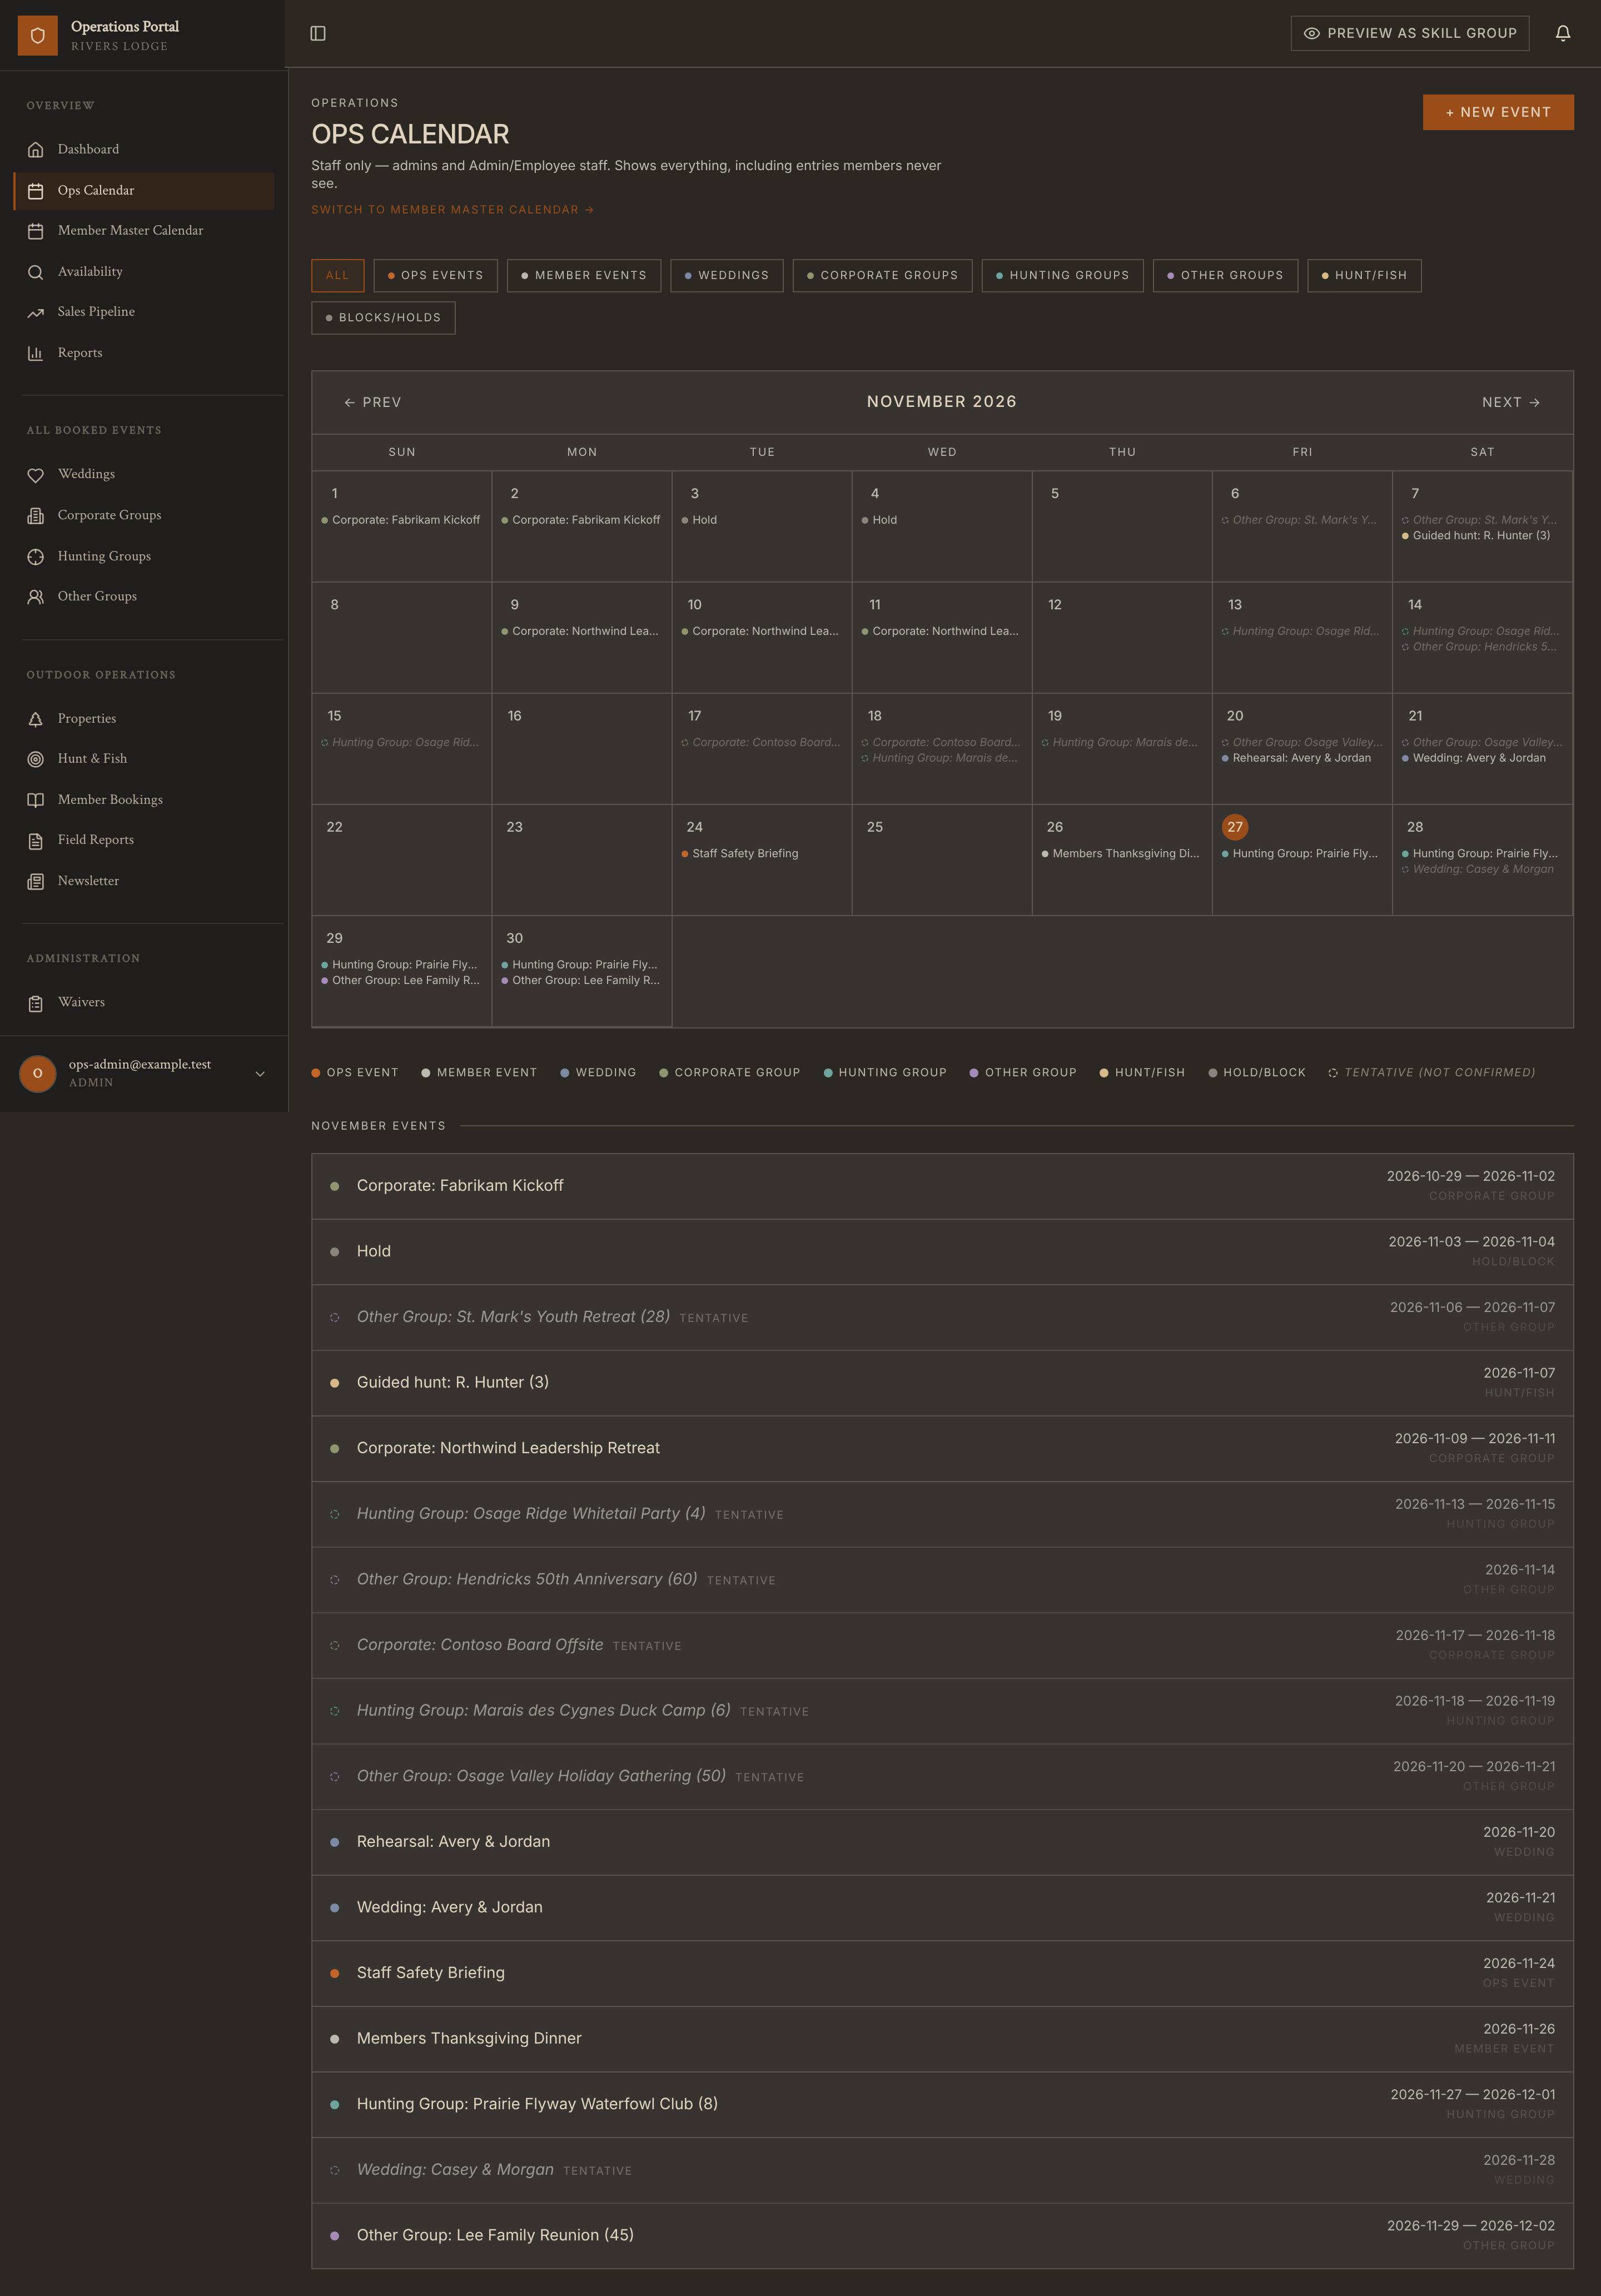 Operations Portal
RIVERS LODGE
OVERVIEW
Dashboard
Ops Calendar
Member Master Calendar
Availability
Sales Pipeline
Reports
ALL BOOKED EVENTS
Weddings
Corporate Groups
Hunting Groups
Other Groups
OUTDOOR OPERATIONS
Properties
Hunt & Fish
Member Bookings
Field Reports
Newsletter
ADMINISTRATION
Waivers
O
ops-admin@example.test
ADMIN
PREVIEW AS SKILL GROUP
OPERATIONS
OPS CALENDAR
+ NEW EVENT
Staff only — admins and Admin/Employee staff. Shows everything, including entries members never
see.
SWITCH TO MEMBER MASTER CALENDAR →
ALL OPS EVENTS MEMBER EVENTS WEDDINGS CORPORATE GROUPS HUNTING GROUPS OTHER GROUPS HUNT/FISH
BLOCKS/HOLDS
← PREV NOVEMBER 2026 NEXT →
SUN MON TUE WED THU FRI SAT
1 2 3 4 5 6 7
Corporate: Fabrikam Kickoff Corporate: Fabrikam Kickoff Hold Hold Other Group: St. Mark's Y... Other Group: St. Mark's Y...
Guided hunt: R. Hunter (3)
8 9 10 11 12 13 14
Corporate: Northwind Lea... Corporate: Northwind Lea... Corporate: Northwind Lea... Hunting Group: Osage Rid... Hunting Group: Osage Rid...
Other Group: Hendricks 5...
15 16 17 18 19 20 21
Hunting Group: Osage Rid... Corporate: Contoso Board... Corporate: Contoso Board... Hunting Group: Marais de... Other Group: Osage Valley... Other Group: Osage Valley...
Hunting Group: Marais de... Rehearsal: Avery & Jordan Wedding: Avery & Jordan
22 23 24 25 26 27 28
Staff Safety Briefing Members Thanksgiving Di... Hunting Group: Prairie Fly... Hunting Group: Prairie Fly...
Wedding: Casey & Morgan
29 30
Hunting Group: Prairie Fly... Hunting Group: Prairie Fly...
Other Group: Lee Family R... Other Group: Lee Family R...
OPS EVENT MEMBER EVENT WEDDING CORPORATE GROUP HUNTING GROUP OTHER GROUP HUNT/FISH HOLD/BLOCK TENTATIVE (NOT CONFIRMED)
NOVEMBER EVENTS
Corporate: Fabrikam Kickoff 2026-10-29 — 2026-11-02
CORPORATE GROUP
Hold 2026-11-03 — 2026-11-04
HOLD/BLOCK
Other Group: St. Mark's Youth Retreat (28) TENTATIVE 2026-11-06 — 2026-11-07
OTHER GROUP
Guided hunt: R. Hunter (3) 2026-11-07
HUNT/FISH
Corporate: Northwind Leadership Retreat 2026-11-09 — 2026-11-11
CORPORATE GROUP
Hunting Group: Osage Ridge Whitetail Party (4) TENTATIVE 2026-11-13 — 2026-11-15
HUNTING GROUP
Other Group: Hendricks 50th Anniversary (60) TENTATIVE 2026-11-14
OTHER GROUP
Corporate: Contoso Board Offsite TENTATIVE 2026-11-17 — 2026-11-18
CORPORATE GROUP
Hunting Group: Marais des Cygnes Duck Camp (6) TENTATIVE 2026-11-18 — 2026-11-19
HUNTING GROUP
Other Group: Osage Valley Holiday Gathering (50) TENTATIVE 2026-11-20 — 2026-11-21
OTHER GROUP
Rehearsal: Avery & Jordan 2026-11-20
WEDDING
Wedding: Avery & Jordan 2026-11-21
WEDDING
Staff Safety Briefing 2026-11-24
OPS EVENT
Members Thanksgiving Dinner 2026-11-26
MEMBER EVENT
Hunting Group: Prairie Flyway Waterfowl Club (8) 2026-11-27 — 2026-12-01
HUNTING GROUP
Wedding: Casey & Morgan TENTATIVE 2026-11-28
WEDDING
Other Group: Lee Family Reunion (45) 2026-11-29 — 2026-12-02
OTHER GROUP